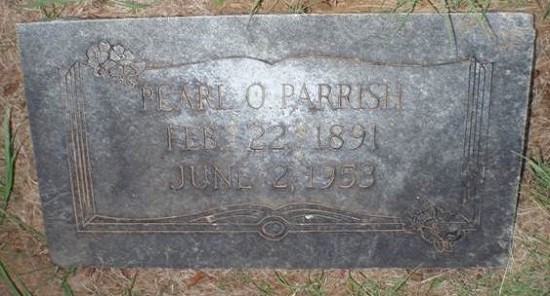 PEARL O. PARRISH
FEB. 22, 1891
JUNE 2, 1953